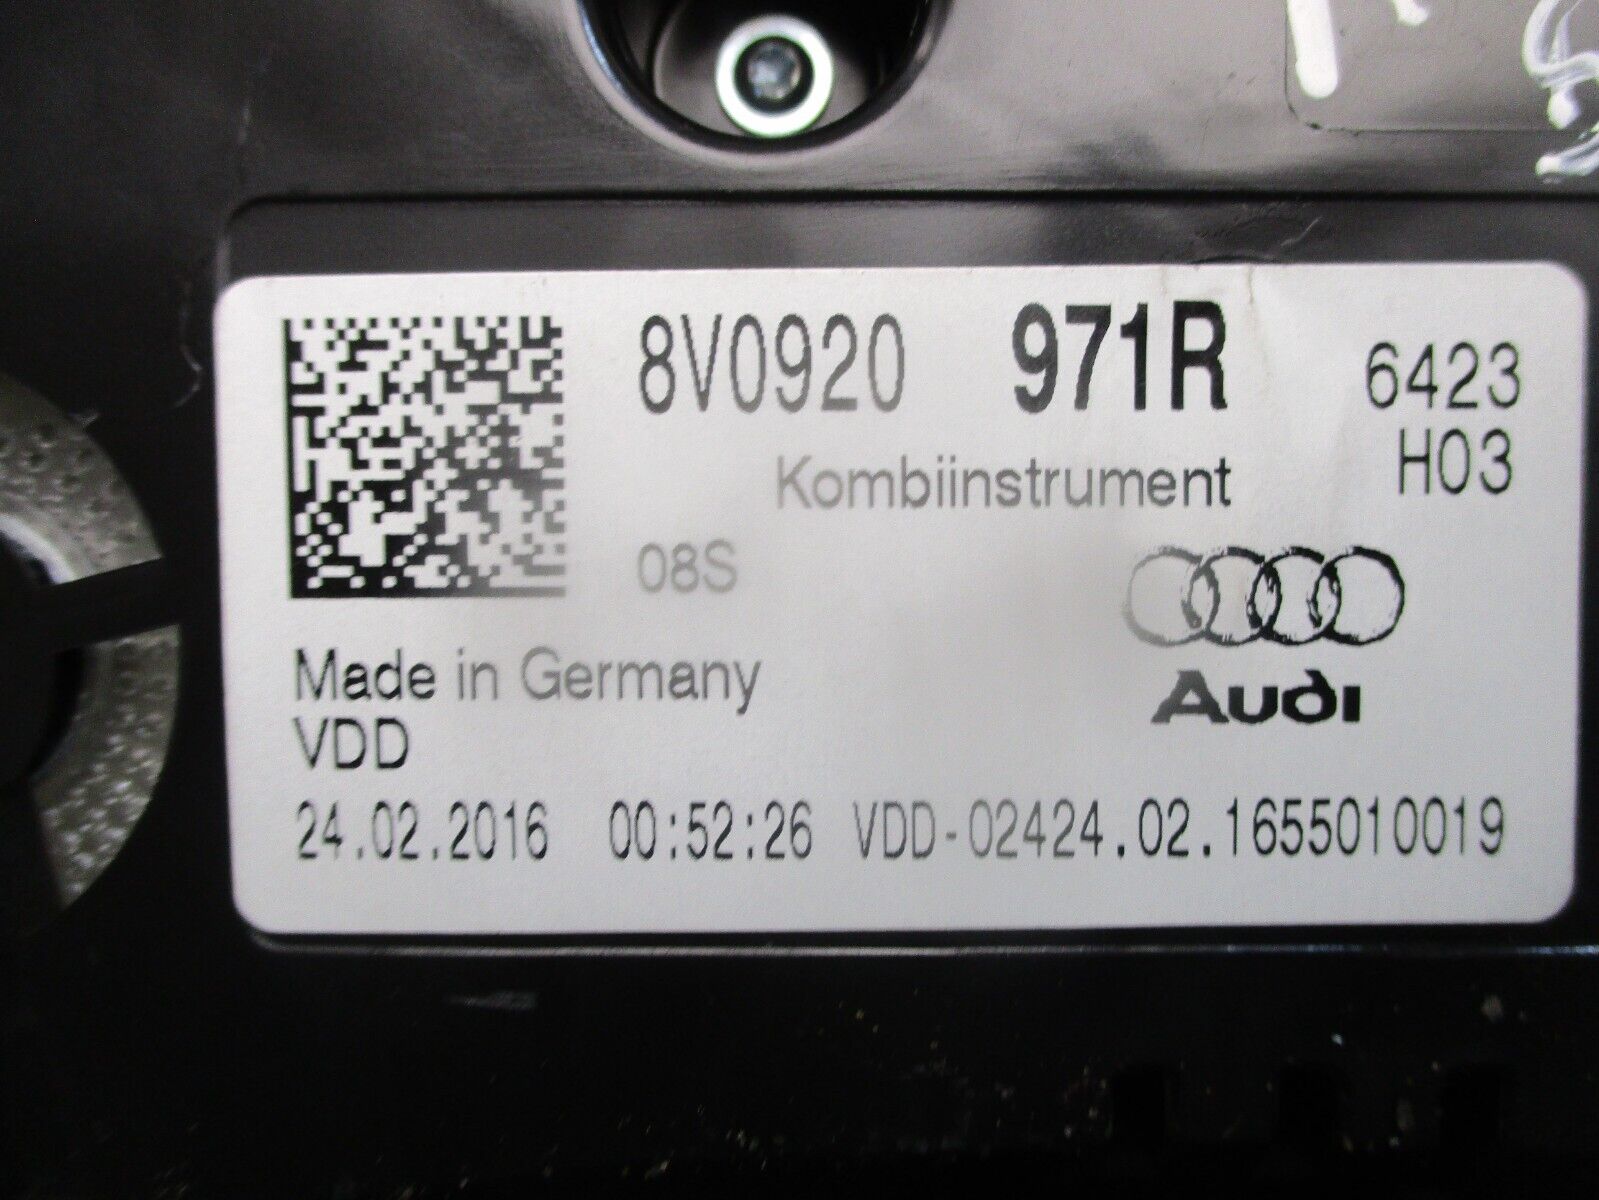 8V0920 971R 6423
Kombiinstrument H03
08S
Audi
Made in Germany
VDD
24.02.2016 00:52:26 VDD-02424.02.1655010019